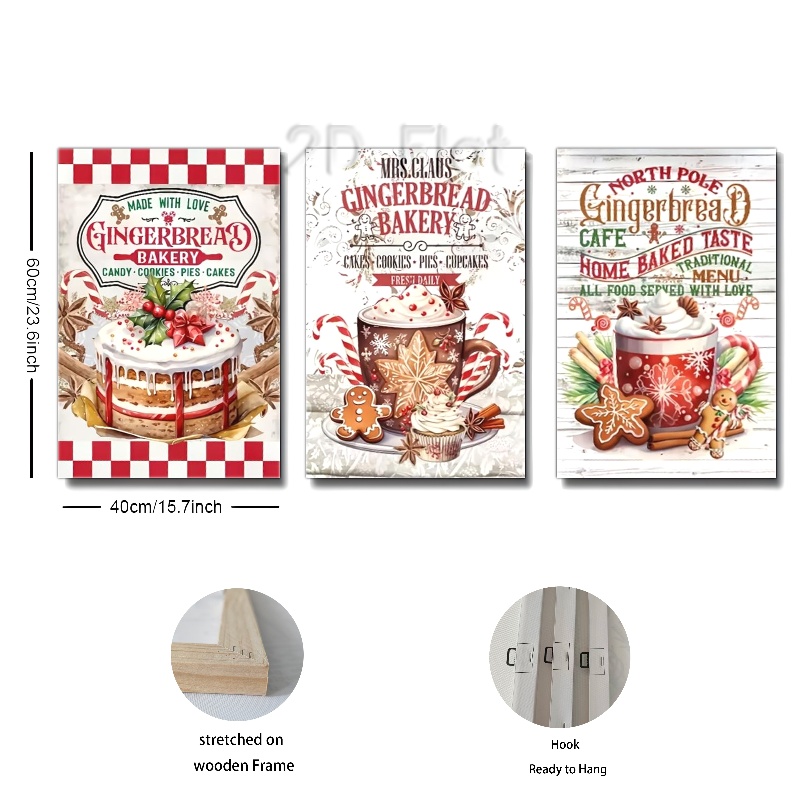 2D Flat
MADE WITH LOVE
GINGERBREAD
BAKERY
CANDY · COOKIES · PIES · CAKES
MRS.CLAUS
GINGERBREAD
BAKERY
CAKES · COOKIES · PIES · CUPCAKES
FRESH DAILY
NORTH POLE
GingerbreaD
CAFE
HOME BAKED TASTE
TRADITIONAL
MENU
ALL FOOD SERVED WITH LOVE
60cm/23.6inch
40cm/15.7inch
stretched on
wooden Frame
Hook
Ready to Hang